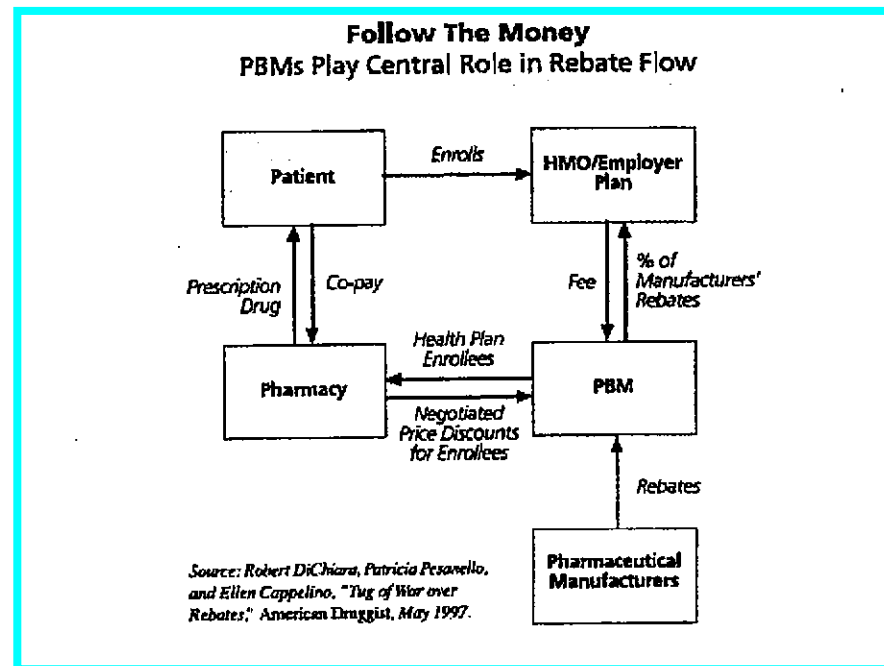 Follow The Money
PBMs Play Central Role in Rebate Flow
Patient
Enrolls
HMO/Employer
Plan
Prescription
Drug
Co-pay
Fee
% of
Manufacturers'
Rebates
Health Plan
Enrollees
Pharmacy
PBM
Negotiated
Price Discounts
for Enrollees
Rebates
Pharmaceutical
Manufacturers
Source: Robert DiChiara, Patricia Pesanello,
and Ellen Cappelino, "Tug of War over
Rebates," American Druggist, May 1997.